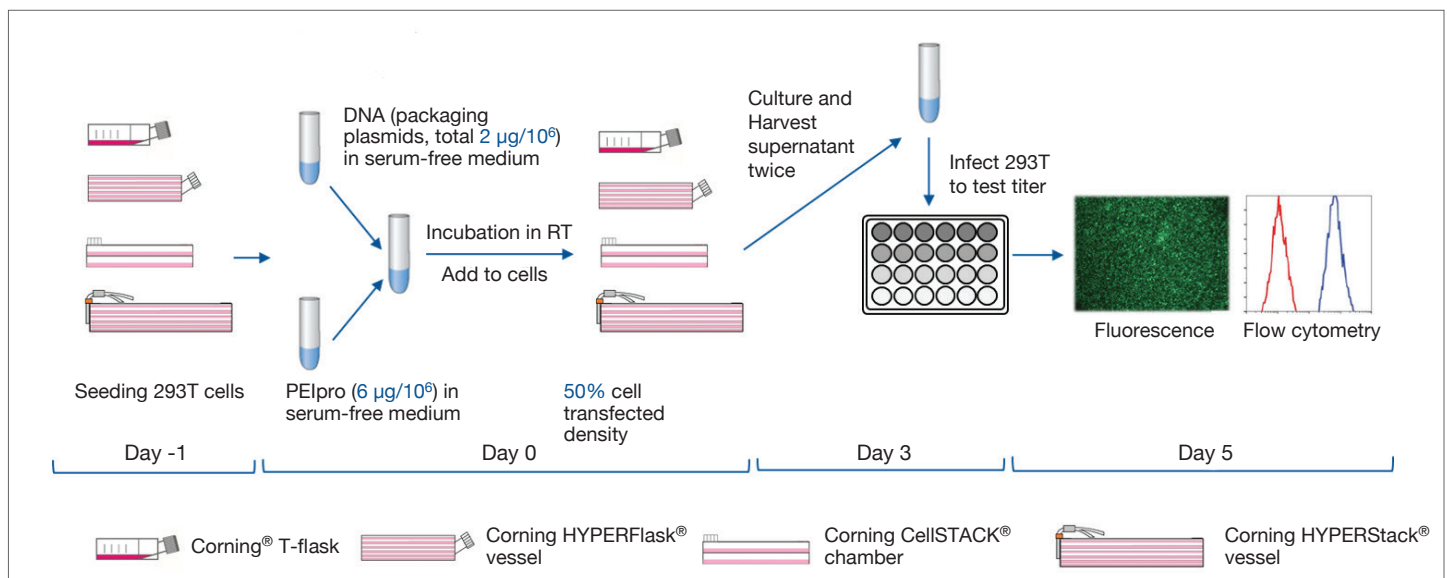 DNA (packaging
plasmids, total 2 µg/10⁶)
in serum-free medium
Culture and
Harvest
supernatant
twice
Infect 293T
to test titer
Incubation in RT
Add to cells
Fluorescence
Flow cytometry
Seeding 293T cells
PEIpro (6 µg/10⁶) in
serum-free medium
50% cell
transfected
density
Day -1
Day 0
Day 3
Day 5
Corning® T-flask
Corning HYPERFlask®
vessel
Corning CellSTACK®
chamber
Corning HYPERStack®
vessel